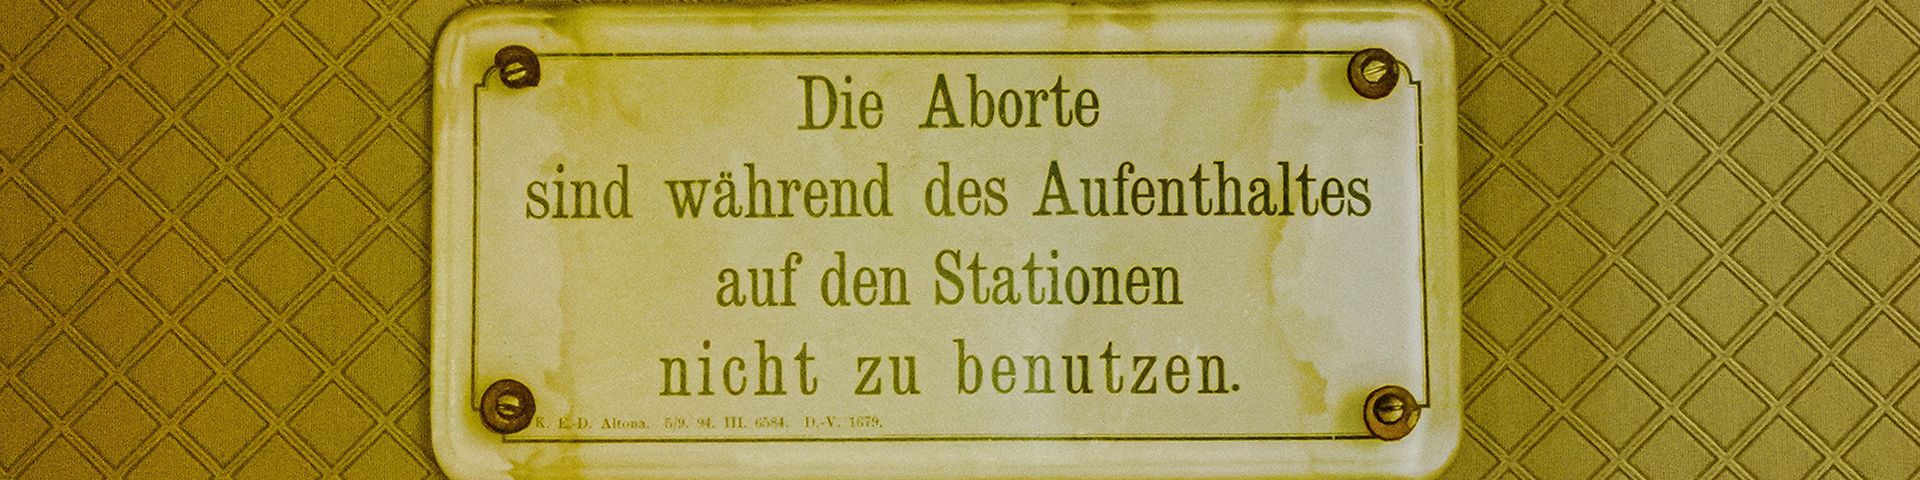 Die Aborte
sind während des Aufenthaltes
auf den Stationen
nicht zu benutzen.
K. E.-D. Altona. 5/9. 94. III. 6584. D.-V. 1679.